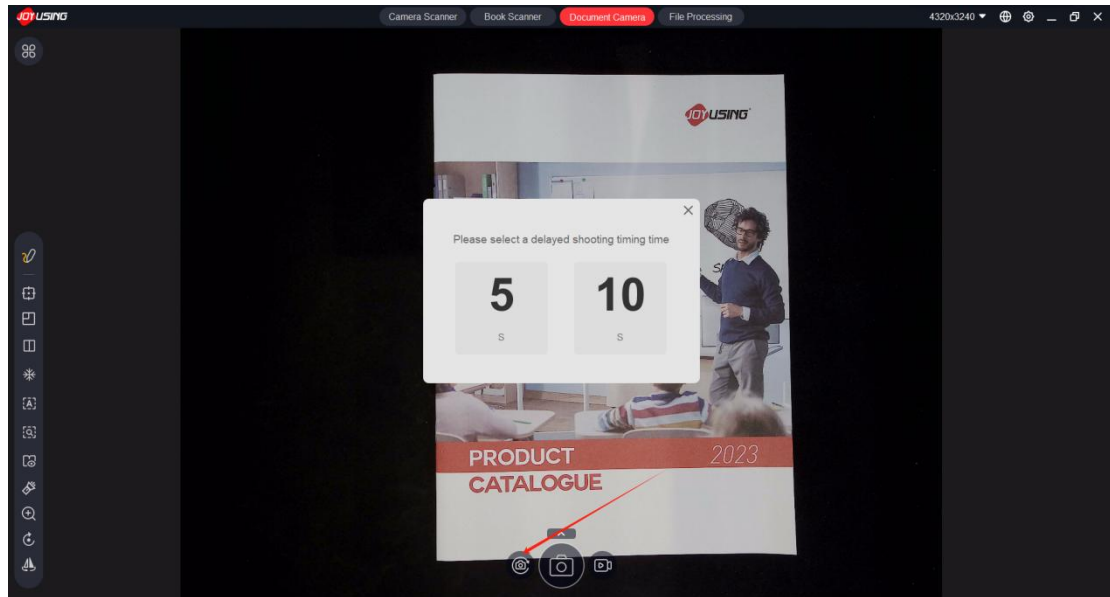 JOYUSING
Camera Scanner
Book Scanner
Document Camera
File Processing
4320x3240
JOYUSING
Please select a delayed shooting timing time
5
S
10
S
A
PRODUCT
2023
CATALOGUE